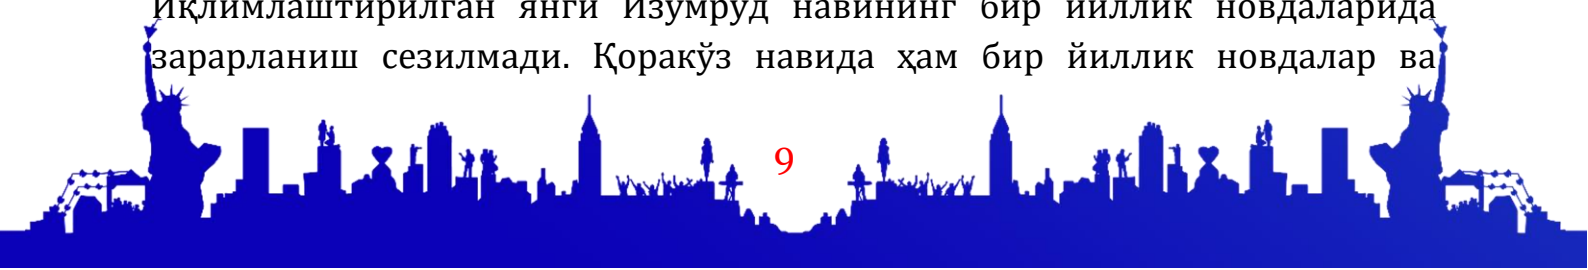 Иқлимлаштирилган янги Изумруд навининг бир йиллик новдаларида
зарарланиш сезилмади. Қоракўз навида ҳам бир йиллик новдалар ва
9